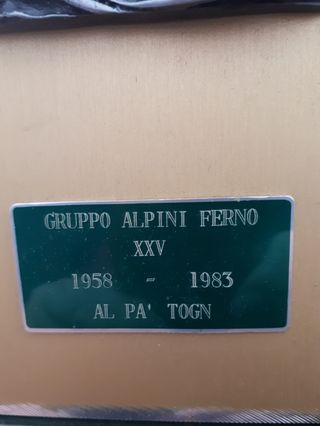 GRUPPO ALPINI FERNO
XXV
1958 - 1983
AL PA' TOGN